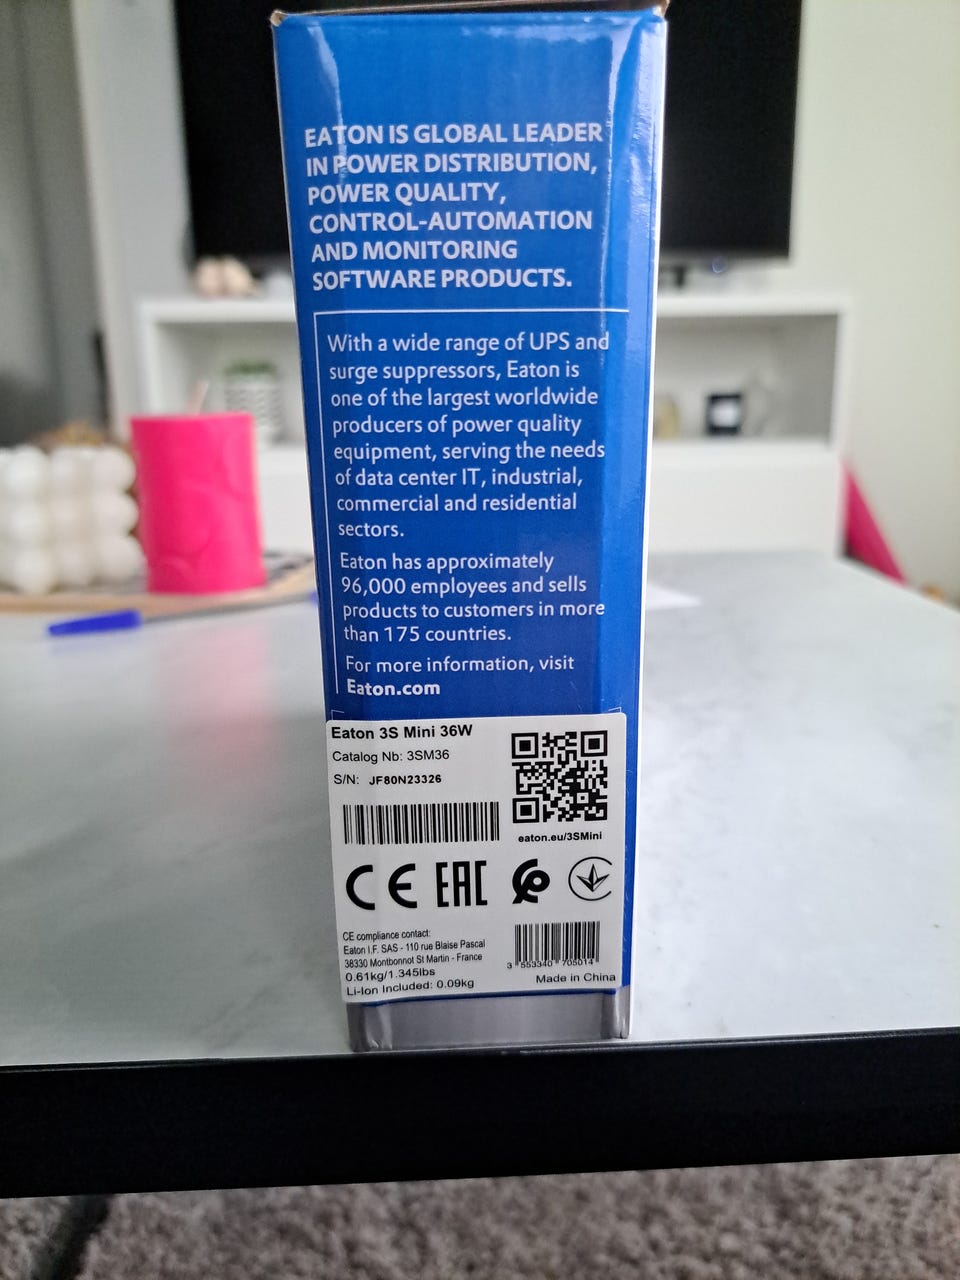 EATON IS GLOBAL LEADER
IN POWER DISTRIBUTION,
POWER QUALITY,
CONTROL-AUTOMATION
AND MONITORING
SOFTWARE PRODUCTS.
With a wide range of UPS and
surge suppressors, Eaton is
one of the largest worldwide
producers of power quality
equipment, serving the needs
of data center IT, industrial,
commercial and residential
sectors.
Eaton has approximately
96,000 employees and sells
products to customers in more
than 175 countries.
For more information, visit
Eaton.com
Eaton 3S Mini 36W
Catalog Nb: 3SM36
S/N: JF80N23326
eaton.eu/3SMini
CE EAC
CE compliance contact:
Eaton I.F. SAS - 110 rue Blaise Pascal
38330 Montbonnot St Martin - France
0.61kg/1.345lbs
Li-Ion Included: 0.09kg
3 553340 705014
Made in China